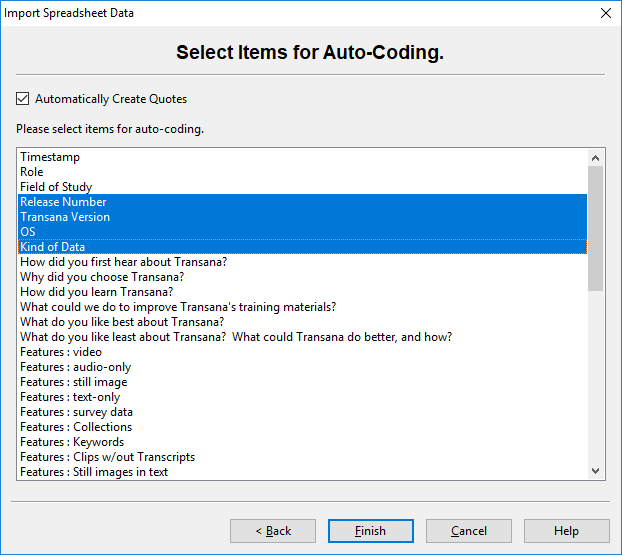 Import Spreadsheet Data
Select Items for Auto-Coding.
Automatically Create Quotes
Please select items for auto-coding.
Timestamp
Role
Field of Study
Release Number
Transana Version
OS
Kind of Data
How did you first hear about Transana?
Why did you choose Transana?
How did you learn Transana?
What could we do to improve Transana's training materials?
What do you like best about Transana?
What do you like least about Transana?  What could Transana do better, and how?
Features : video
Features : audio-only
Features : still image
Features : text-only
Features : survey data
Features : Collections
Features : Keywords
Features : Clips w/out Transcripts
Features : Still images in text
< Back Finish Cancel Help